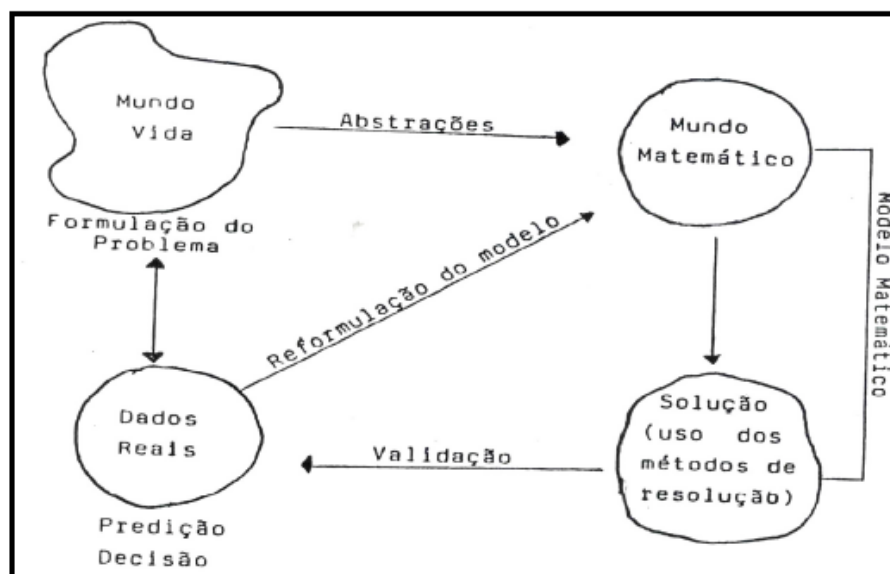 Mundo
Vida
Formulação do
Problema
Abstrações
Mundo
Matemático
Modelo Matemático
Reformulação do modelo
Dados
Reais
Predição
Decisão
Validação
Solução
(uso dos
métodos de
resolução)